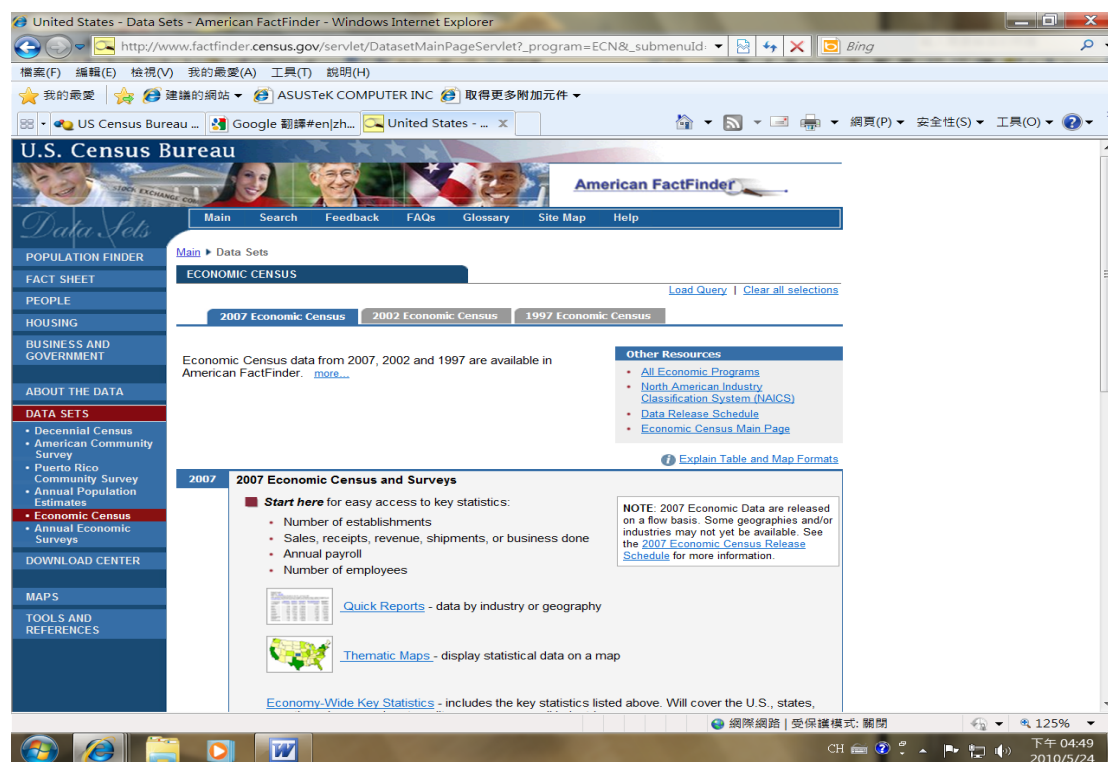 United States - Data Sets - American FactFinder - Windows Internet Explorer
http://www.factfinder.census.gov/servlet/DatasetMainPageServlet?_program=ECN&_submenuId
Bing
檔案(F) 編輯(E) 檢視(V) 我的最愛(A) 工具(T) 說明(H)
我的最愛 建議的網站 ASUSTeK COMPUTER INC 取得更多附加元件
US Census Bureau ... Google 翻譯#en|zh... United States - ... x 網頁(P) 安全性(S) 工具(O)
U.S. Census Bureau
STOCK EXCHANGE
American FactFinder
Data Sets
Main Search Feedback FAQs Glossary Site Map Help
POPULATION FINDER
FACT SHEET
PEOPLE
HOUSING
BUSINESS AND
GOVERNMENT
ABOUT THE DATA
DATA SETS
• Decennial Census
• American Community
Survey
• Puerto Rico
Community Survey
• Annual Population
Estimates
• Economic Census
• Annual Economic
Surveys
DOWNLOAD CENTER
MAPS
TOOLS AND
REFERENCES
Main ▶ Data Sets
ECONOMIC CENSUS
Load Query | Clear all selections
2007 Economic Census 2002 Economic Census 1997 Economic Census
Economic Census data from 2007, 2002 and 1997 are available in
American FactFinder. more...
Other Resources
• All Economic Programs
• North American Industry
Classification System (NAICS)
• Data Release Schedule
• Economic Census Main Page
Explain Table and Map Formats
2007 2007 Economic Census and Surveys
Start here for easy access to key statistics:
• Number of establishments
• Sales, receipts, revenue, shipments, or business done
• Annual payroll
• Number of employees
NOTE: 2007 Economic Data are released
on a flow basis. Some geographies and/or
industries may not yet be available. See
the 2007 Economic Census Release
Schedule for more information.
Quick Reports - data by industry or geography
Thematic Maps - display statistical data on a map
Economy-Wide Key Statistics - includes the key statistics listed above. Will cover the U.S., states,
網際網路 | 受保護模式: 關閉 125%
CH 下午 04:49
2010/5/24